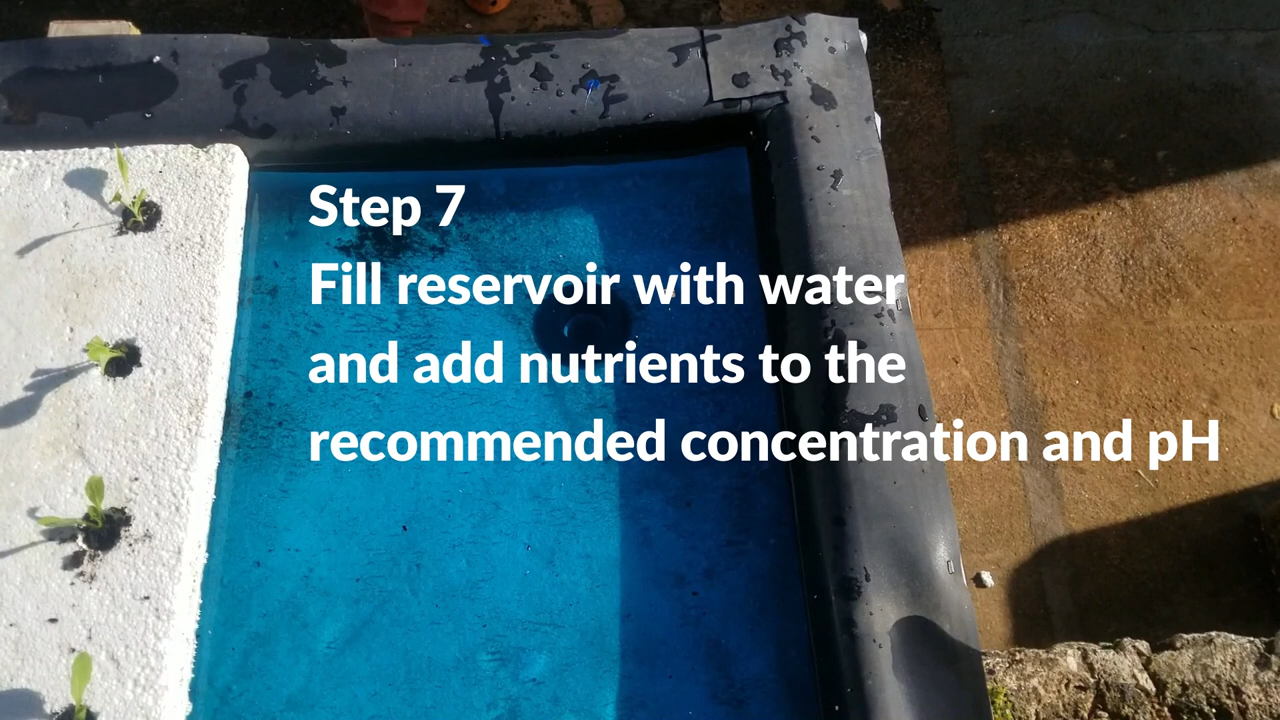 Step 7
Fill reservoir with water
and add nutrients to the
recommended concentration and pH